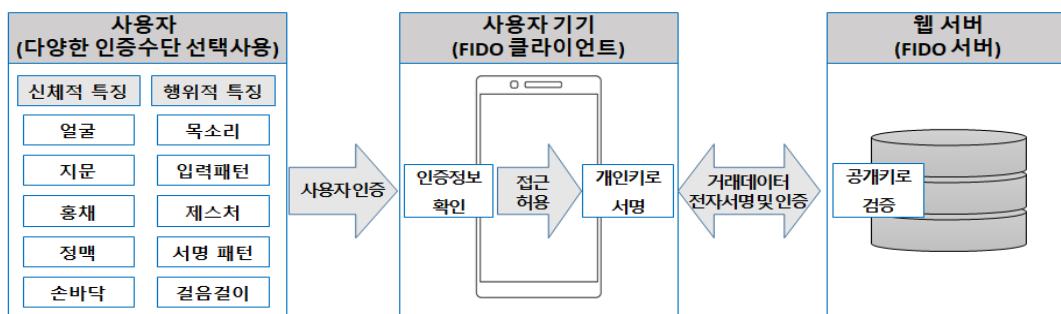 사용자
(다양한 인증수단 선택사용)
신체적 특징
행위적 특징
얼굴
목소리
지문
입력패턴
홍채
제스처
정맥
서명 패턴
손바닥
걸음걸이
사용자 인증
사용자 기기
(FIDO 클라이언트)
인증정보
확인
접근
허용
개인키로
서명
거래데이터
전자서명 및 인증
웹 서버
(FIDO 서버)
공개키로
검증